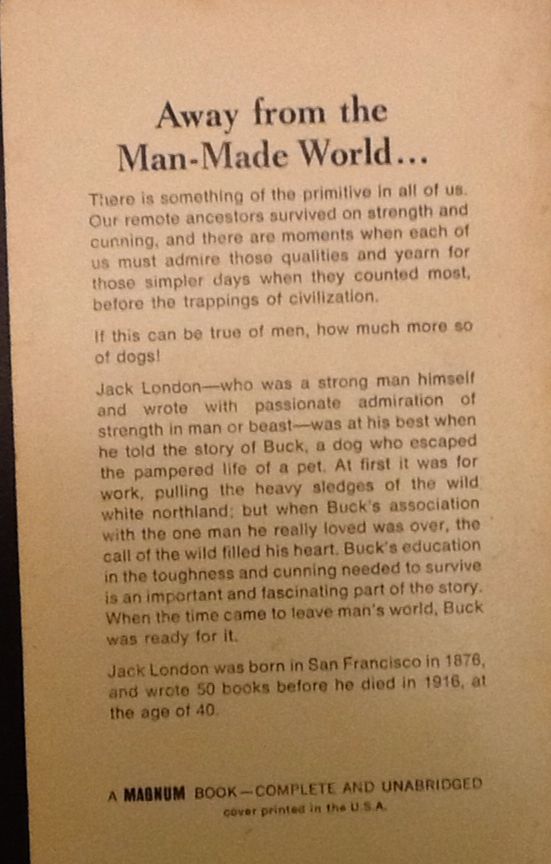 Away from the
Man-Made World...
There is something of the primitive in all of us.
Our remote ancestors survived on strength and
cunning, and there are moments when each of
us must admire those qualities and yearn for
those simpler days when they counted most,
before the trappings of civilization.
If this can be true of men, how much more so
of dogs!
Jack London—who was a strong man himself
and wrote with passionate admiration of
strength in man or beast—was at his best when
he told the story of Buck, a dog who escaped
the pampered life of a pet. At first it was for
work, pulling the heavy sledges of the wild
white northland; but when Buck's association
with the one man he really loved was over, the
call of the wild filled his heart. Buck's education
in the toughness and cunning needed to survive
is an important and fascinating part of the story.
When the time came to leave man's world, Buck
was ready for it.
Jack London was born in San Francisco in 1876,
and wrote 50 books before he died in 1916, at
the age of 40.
A MAGNUM BOOK—COMPLETE AND UNABRIDGED
cover printed in the U.S.A.